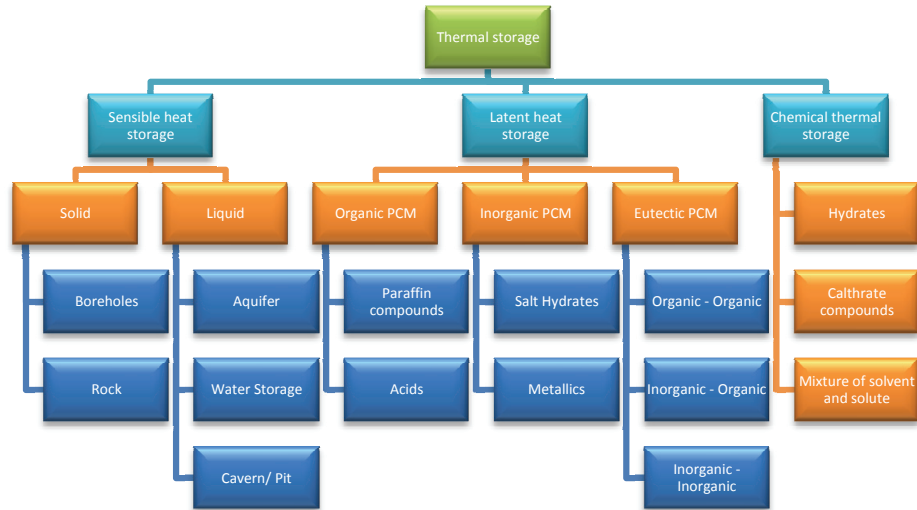 Thermal storage
Sensible heat
storage
Latent heat
storage
Chemical thermal
storage
Solid
Liquid
Organic PCM
Inorganic PCM
Eutectic PCM
Hydrates
Boreholes
Aquifer
Paraffin
compounds
Salt Hydrates
Organic - Organic
Calthrate
compounds
Rock
Water Storage
Acids
Metallics
Inorganic - Organic
Mixture of solvent
and solute
Cavern/ Pit
Inorganic -
Inorganic